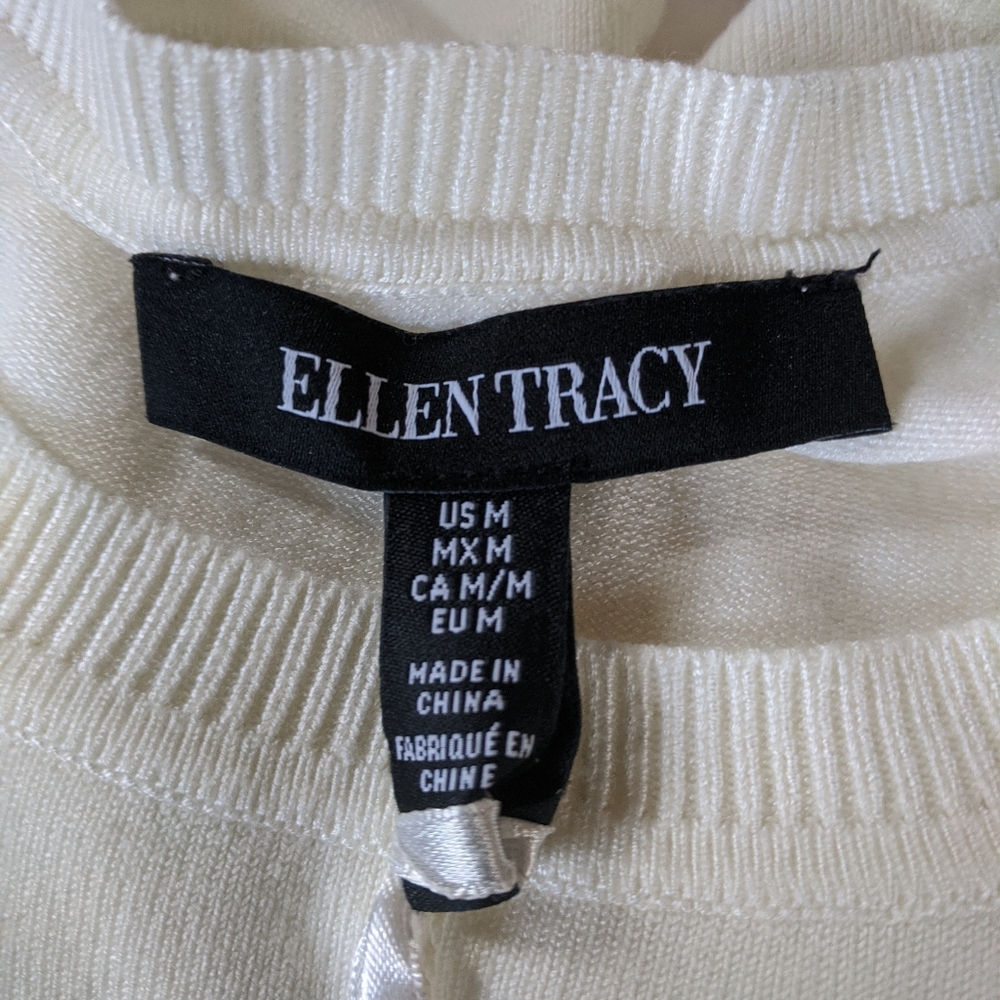 ELLEN TRACY
US M
MX M
CA M/M
EU M
MADE IN
CHINA
FABRIQUÉ EN
CHINE